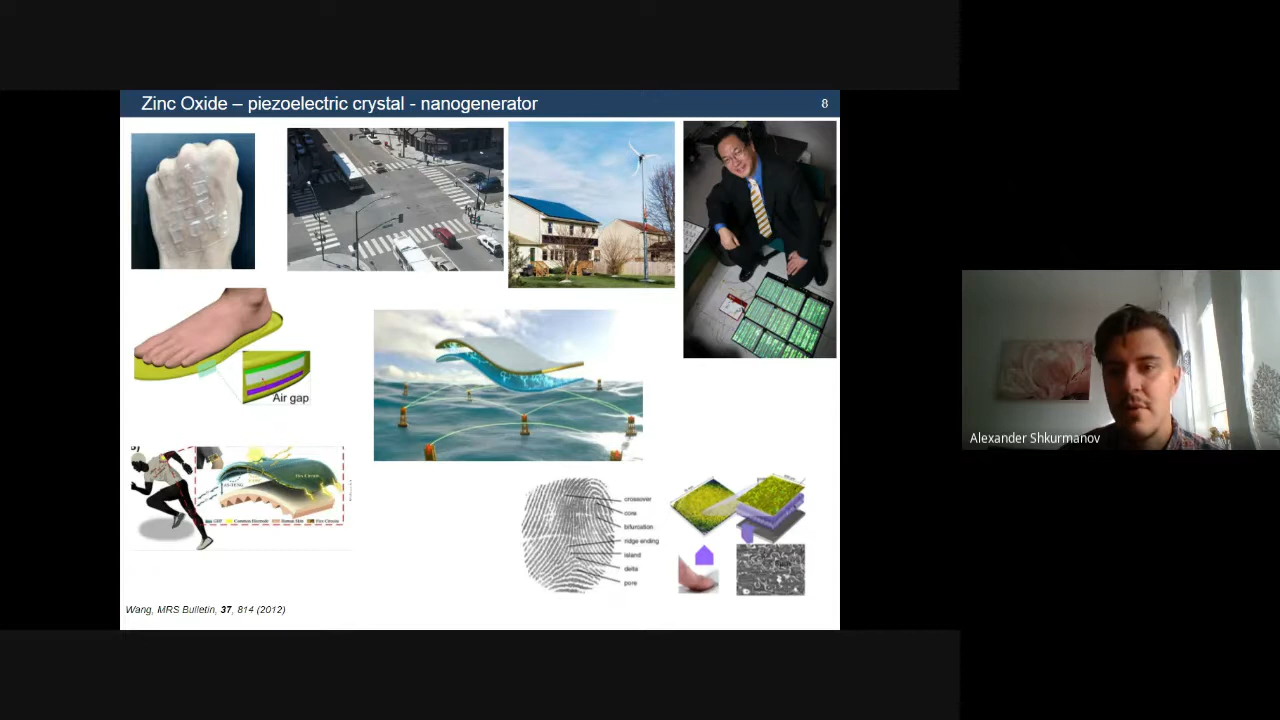 Zinc Oxide – piezoelectric crystal - nanogenerator
8
Air gap
crossover
core
bifurcation
ridge ending
island
delta
pore
Wang, MRS Bulletin, 37, 814 (2012)
Alexander Shkurmanov